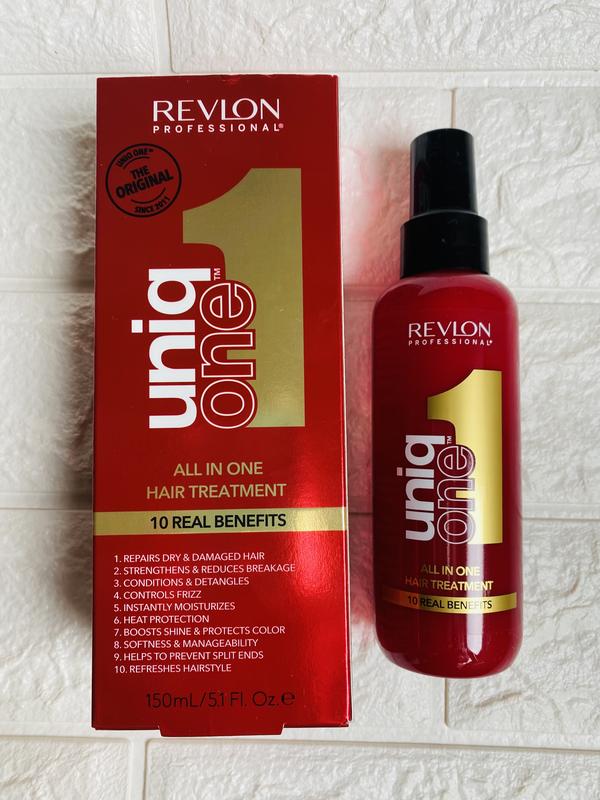 REVLON
PROFESSIONAL®
UNIQ ONE™
THE
ORIGINAL
SINCE 2011
1
uniq
one™
ALL IN ONE
HAIR TREATMENT
10 REAL BENEFITS
1. REPAIRS DRY & DAMAGED HAIR
2. STRENGTHENS & REDUCES BREAKAGE
3. CONDITIONS & DETANGLES
4. CONTROLS FRIZZ
5. INSTANTLY MOISTURIZES
6. HEAT PROTECTION
7. BOOSTS SHINE & PROTECTS COLOR
8. SOFTNESS & MANAGEABILITY
9. HELPS TO PREVENT SPLIT ENDS
10. REFRESHES HAIRSTYLE
150mL/5.1 Fl. Oz.℮
REVLON
PROFESSIONAL®
1
uniq
one™
ALL IN ONE
HAIR TREATMENT
10 REAL BENEFITS